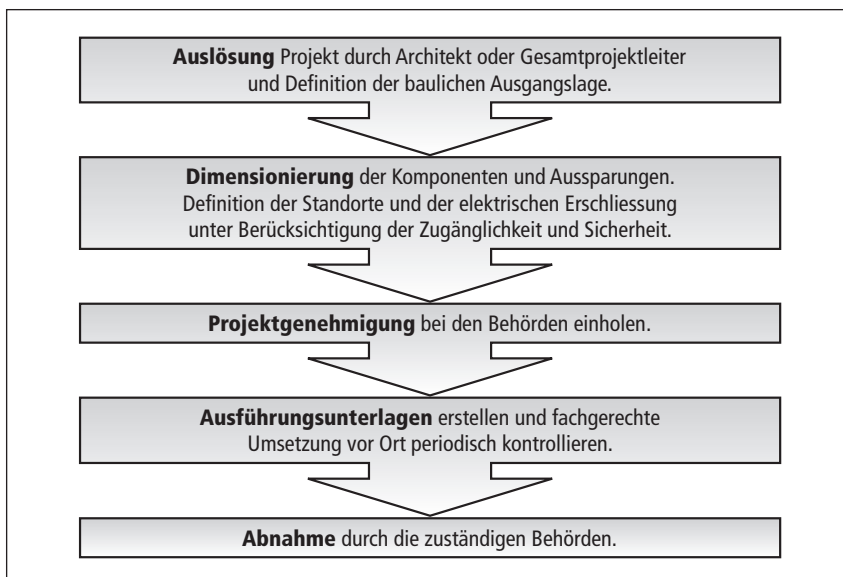 Auslösung Projekt durch Architekt oder Gesamtprojektleiter
und Definition der baulichen Ausgangslage.
Dimensionierung der Komponenten und Aussparungen.
Definition der Standorte und der elektrischen Erschliessung
unter Berücksichtigung der Zugänglichkeit und Sicherheit.
Projektgenehmigung bei den Behörden einholen.
Ausführungsunterlagen erstellen und fachgerechte
Umsetzung vor Ort periodisch kontrollieren.
Abnahme durch die zuständigen Behörden.